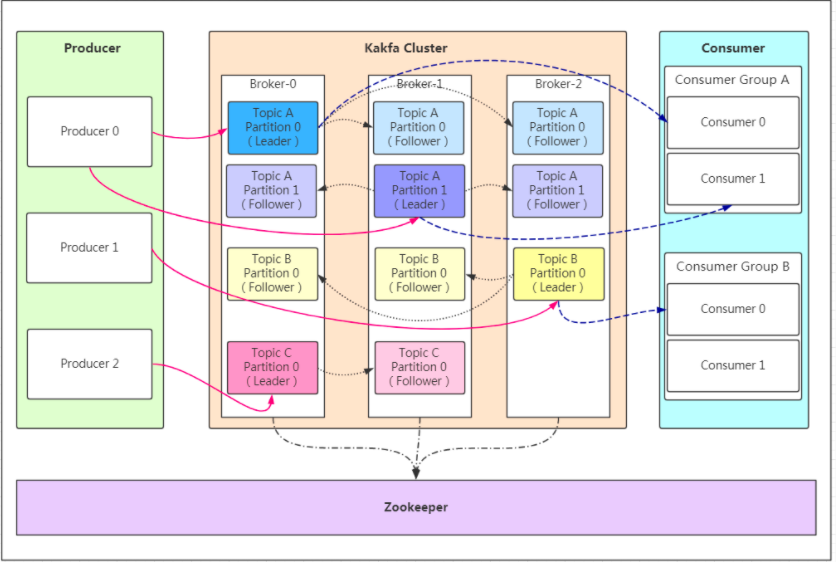 Producer
Producer 0
Producer 1
Producer 2
Kakfa Cluster
Broker-0
Topic A
Partition 0
( Leader )
Topic A
Partition 1
( Follower )
Topic B
Partition 0
( Follower )
Topic C
Partition 0
( Leader )
Broker-1
Topic A
Partition 0
( Follower )
Topic A
Partition 1
( Leader )
Topic B
Partition 0
( Follower )
Topic C
Partition 0
( Follower )
Broker-2
Topic A
Partition 0
( Follower )
Topic A
Partition 1
( Follower )
Topic B
Partition 0
( Leader )
Consumer
Consumer Group A
Consumer 0
Consumer 1
Consumer Group B
Consumer 0
Consumer 1
Zookeeper